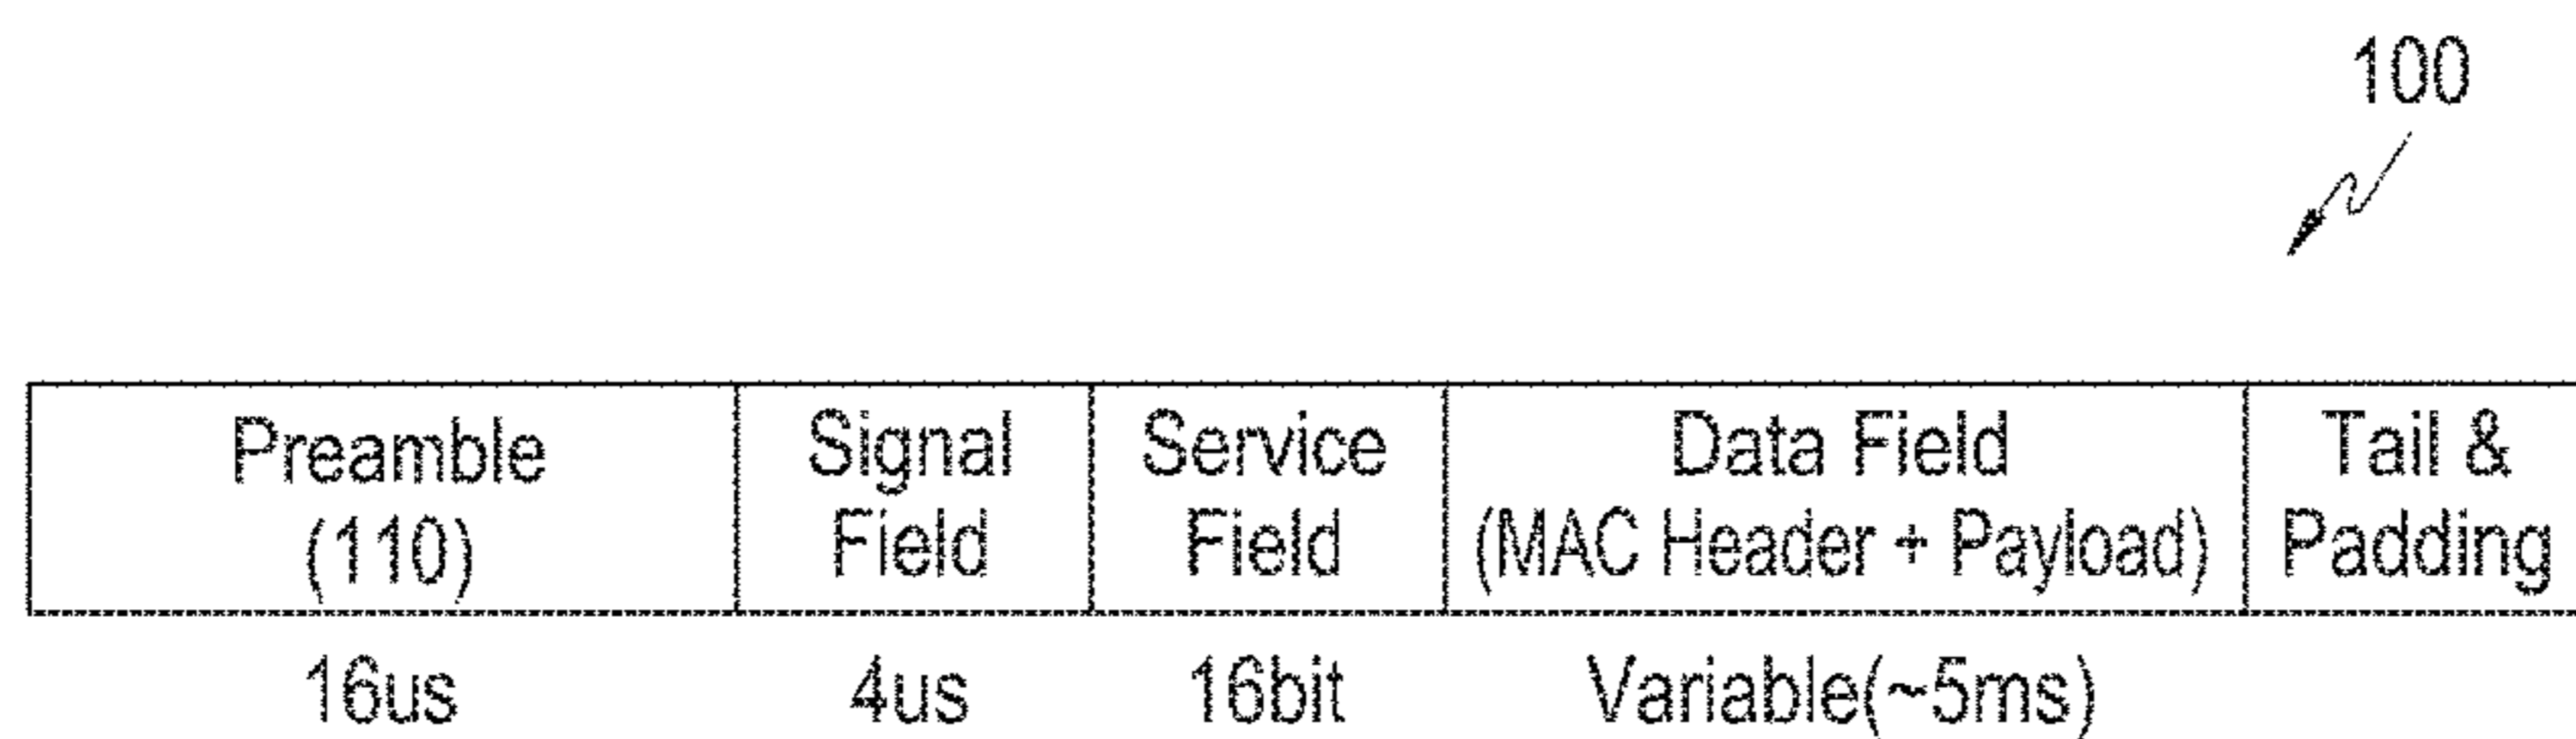 100
Preamble
(110)
Signal
Field
Service
Field
Data Field
(MAC Header + Payload)
Tail &
Padding
16us
4us
16bit
Variable(~5ms)